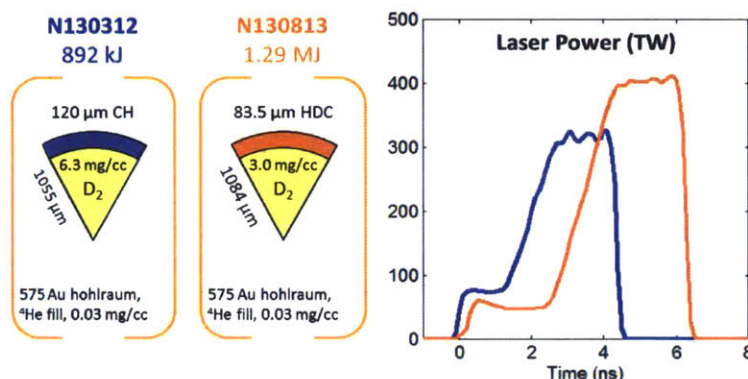 N130312
892 kJ
120 µm CH
6.3 mg/cc
D2
1055 µm
575 Au hohlraum,
⁴He fill, 0.03 mg/cc
N130813
1.29 MJ
83.5 µm HDC
3.0 mg/cc
D2
1084 µm
575 Au hohlraum,
⁴He fill, 0.03 mg/cc
Laser Power (TW)
500
400
300
200
100
0
0 2 4 6 8
Time (ns)